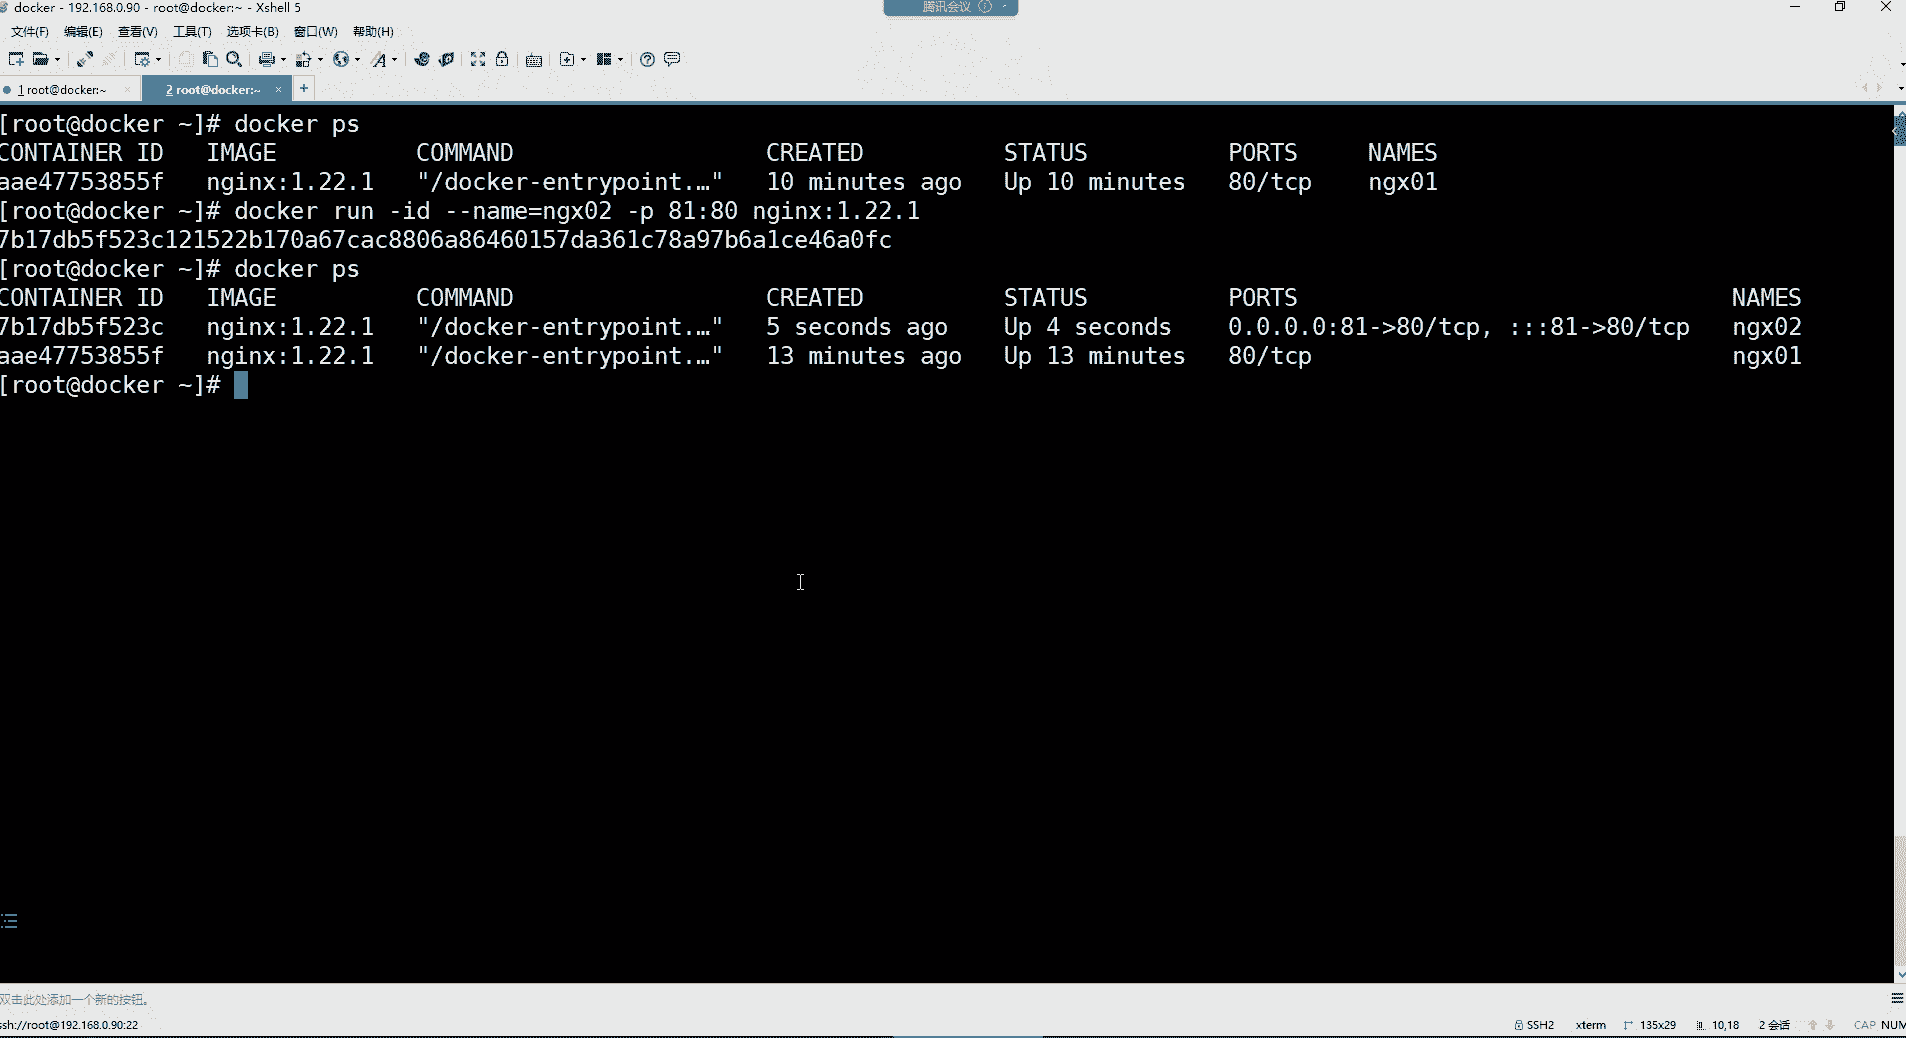 docker - 192.168.0.90 - root@docker:~ - Xshell 5
腾讯会议
文件(F) 编辑(E) 查看(V) 工具(T) 选项卡(B) 窗口(W) 帮助(H)
1 root@docker:~ × 2 root@docker:~ × +
[root@docker ~]# docker ps
CONTAINER ID IMAGE COMMAND CREATED STATUS PORTS NAMES
aae47753855f nginx:1.22.1 "/docker-entrypoint.…" 10 minutes ago Up 10 minutes 80/tcp ngx01
[root@docker ~]# docker run -id --name=ngx02 -p 81:80 nginx:1.22.1
7b17db5f523c121522b170a67cac8806a86460157da361c78a97b6a1ce46a0fc
[root@docker ~]# docker ps
CONTAINER ID IMAGE COMMAND CREATED STATUS PORTS NAMES
7b17db5f523c nginx:1.22.1 "/docker-entrypoint.…" 5 seconds ago Up 4 seconds 0.0.0.0:81->80/tcp, :::81->80/tcp ngx02
aae47753855f nginx:1.22.1 "/docker-entrypoint.…" 13 minutes ago Up 13 minutes 80/tcp ngx01
[root@docker ~]#
双击此处添加一个新的按钮。
ssh://root@192.168.0.90:22 SSH2 xterm 135x29 10,18 2 会话 CAP NUM